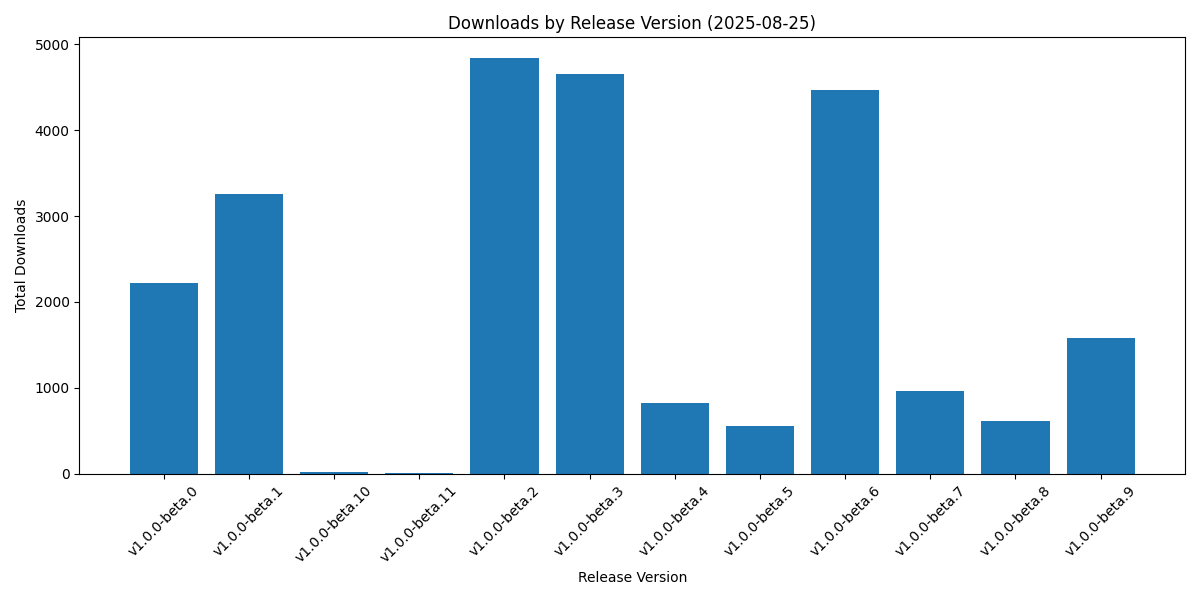 Downloads by Release Version (2025-08-25)
Total Downloads
5000
4000
3000
2000
1000
0
v1.0.0-beta.0
v1.0.0-beta.1
v1.0.0-beta.10
v1.0.0-beta.11
v1.0.0-beta.2
v1.0.0-beta.3
v1.0.0-beta.4
v1.0.0-beta.5
v1.0.0-beta.6
v1.0.0-beta.7
v1.0.0-beta.8
v1.0.0-beta.9
Release Version